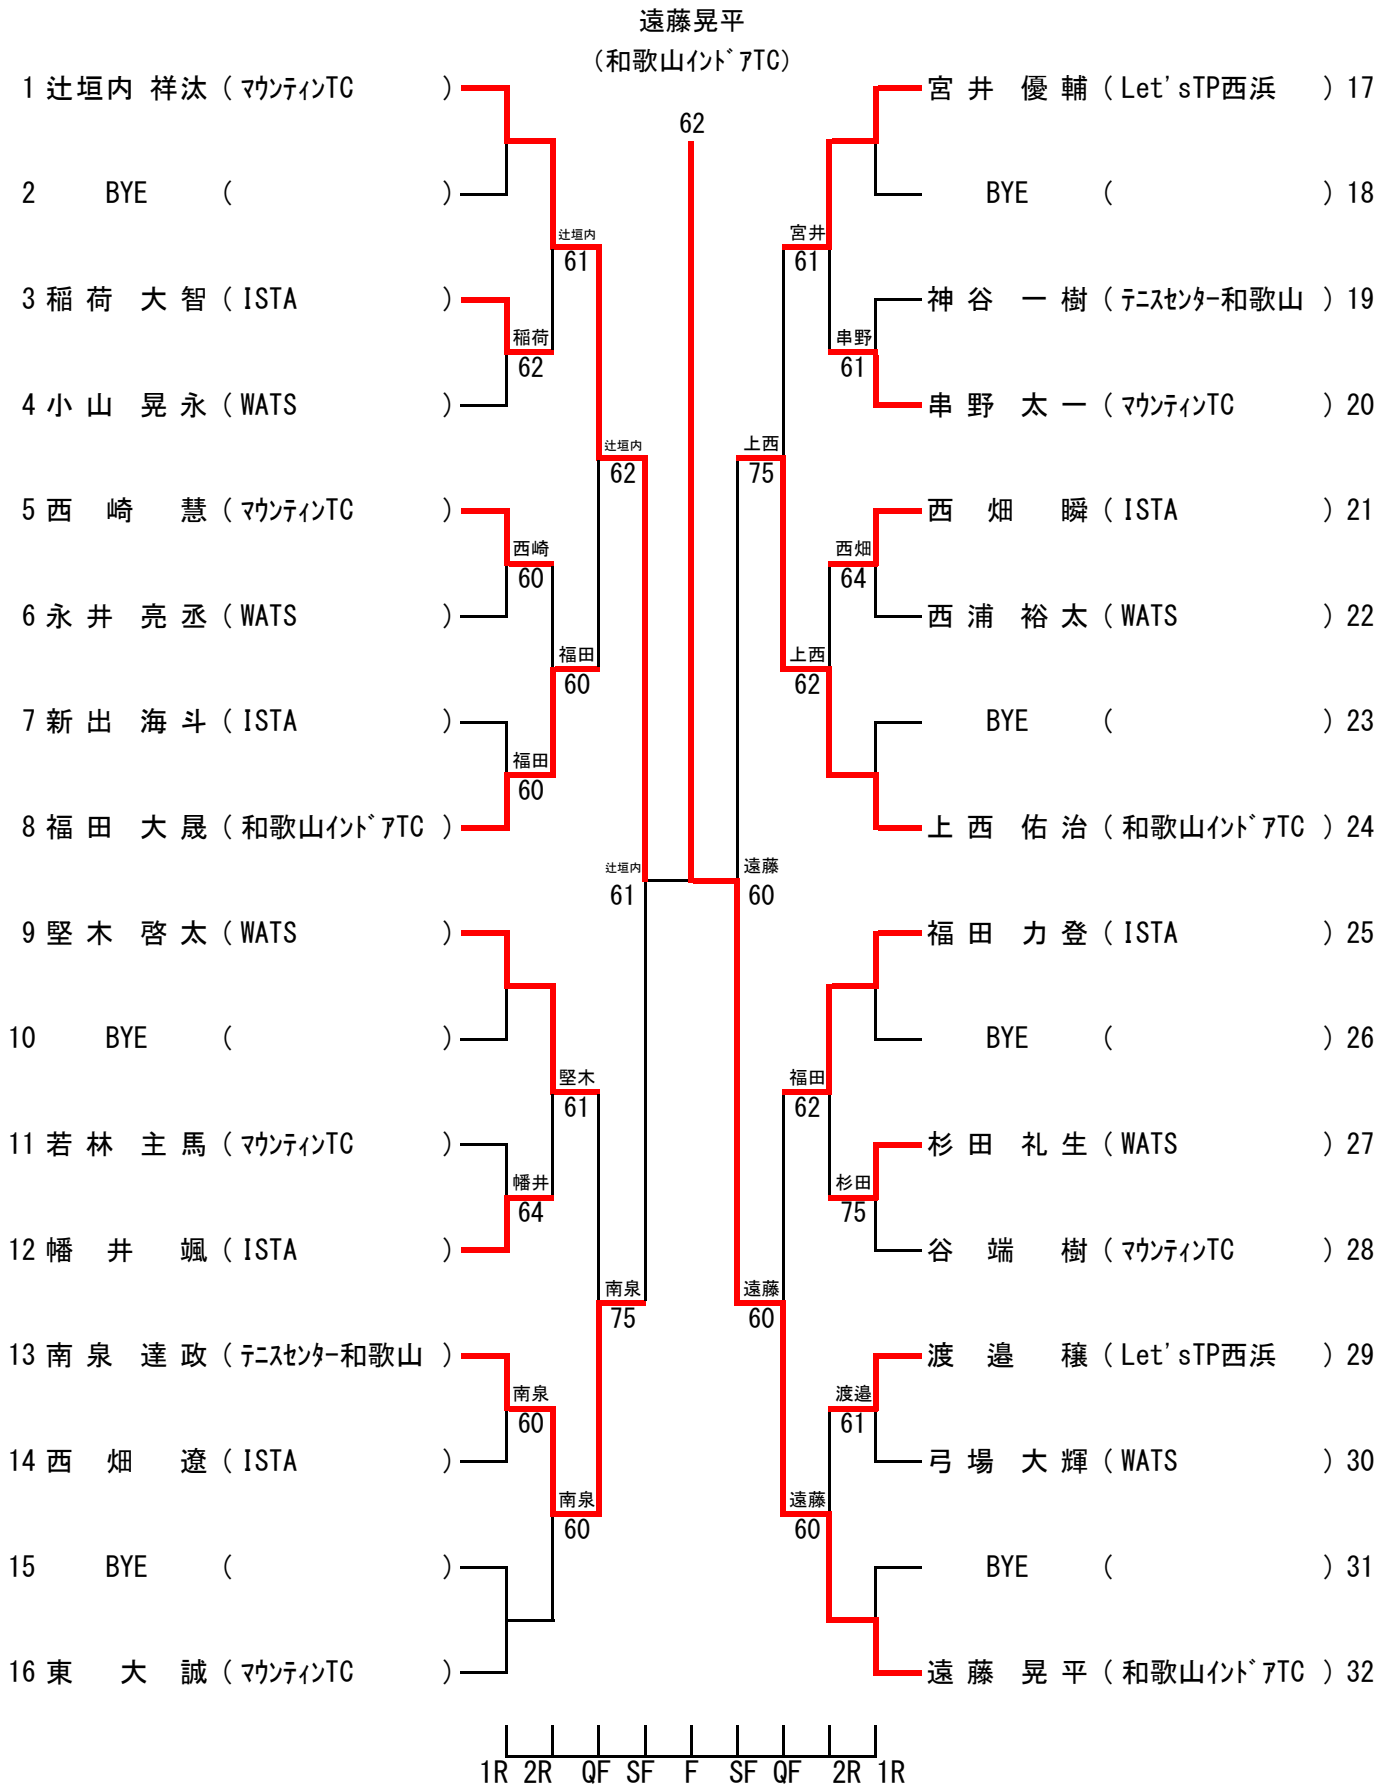 遠藤晃平
(和歌山インドアTC)
62
1 辻垣内 祥汰 ( マウンティンTC )
2 BYE ( )
辻垣内
61
3 稲荷 大智 ( ISTA )
稲荷
62
4 小山 晃永 ( WATS )
辻垣内
62
5 西崎 慧 ( マウンティンTC )
西崎
60
6 永井 亮丞 ( WATS )
福田
60
7 新出 海斗 ( ISTA )
福田
60
8 福田 大晟 ( 和歌山インドアTC )
辻垣内
61
9 堅木 啓太 ( WATS )
10 BYE ( )
堅木
61
11 若林 主馬 ( マウンティンTC )
幡井
64
12 幡井 颯 ( ISTA )
南泉
75
13 南泉 達政 ( テニスセンター和歌山 )
南泉
60
14 西畑 遼 ( ISTA )
南泉
60
15 BYE ( )
16 東 大誠 ( マウンティンTC )
宮井 優輔 ( Let'sTP西浜 ) 17
BYE ( ) 18
宮井
61
神谷 一樹 ( テニスセンター和歌山 ) 19
串野
61
串野 太一 ( マウンティンTC ) 20
上西
75
西畑 瞬 ( ISTA ) 21
西畑
64
西浦 裕太 ( WATS ) 22
上西
62
BYE ( ) 23
上西 佑治 ( 和歌山インドアTC ) 24
遠藤
60
福田 力登 ( ISTA ) 25
BYE ( ) 26
福田
62
杉田 礼生 ( WATS ) 27
杉田
75
谷端 樹 ( マウンティンTC ) 28
遠藤
60
渡邉 穣 ( Let'sTP西浜 ) 29
渡邉
61
弓場 大輝 ( WATS ) 30
遠藤
60
BYE ( ) 31
遠藤 晃平 ( 和歌山インドアTC ) 32
1R 2R QF SF F SF QF 2R 1R